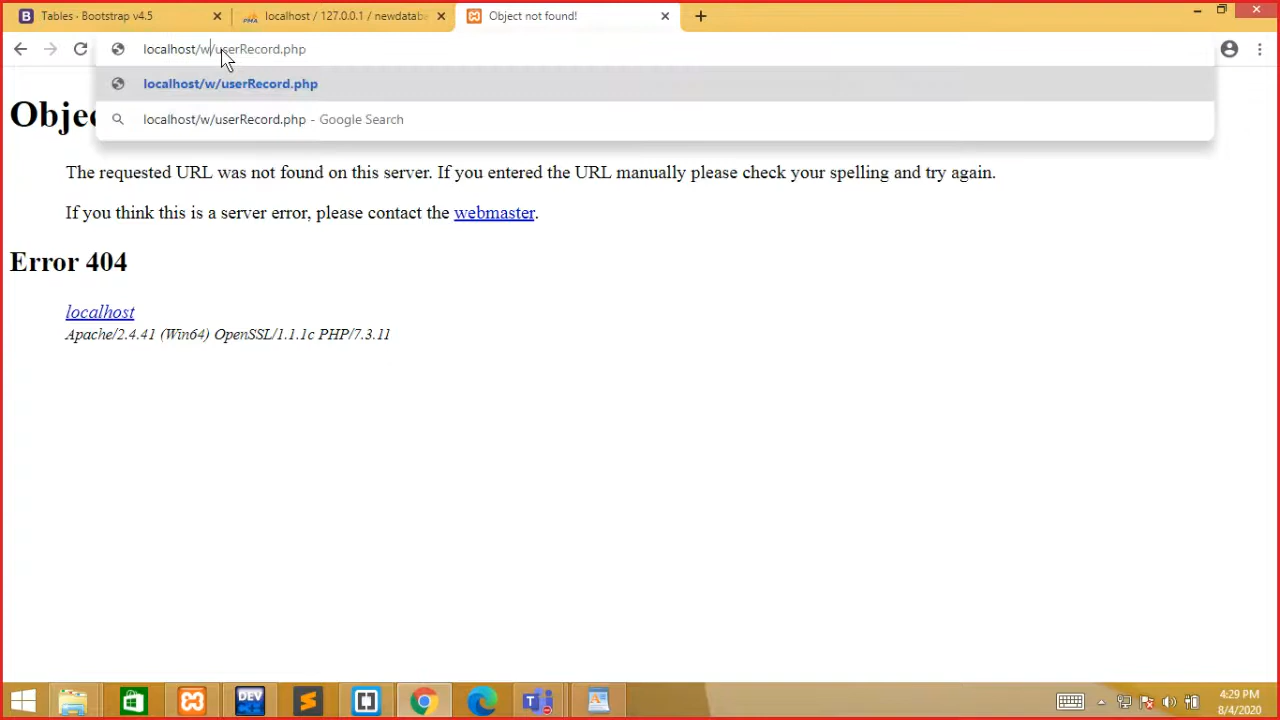 Tables · Bootstrap v4.5
localhost / 127.0.0.1 / newdataba
Object not found!
localhost/w/userRecord.php
localhost/w/userRecord.php
localhost/w/userRecord.php - Google Search
Objec
The requested URL was not found on this server. If you entered the URL manually please check your spelling and try again.
If you think this is a server error, please contact the webmaster.
Error 404
localhost
Apache/2.4.41 (Win64) OpenSSL/1.1.1c PHP/7.3.11
DEV
4:29 PM
8/4/2020